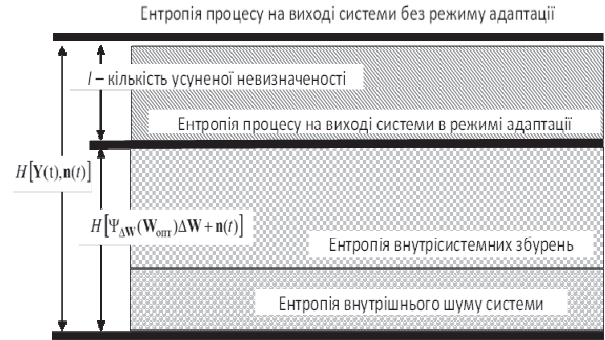 Ентропія процесу на виході системи без режиму адаптації
I – кількість усуненої невизначеності
Ентропія процесу на виході системи в режимі адаптації
H[Y(t),n(t)]
H[Ψ_ΔW(W_опт)ΔW + n(t)]
Ентропія внутрісистемних збурень
Ентропія внутрішнього шуму системи